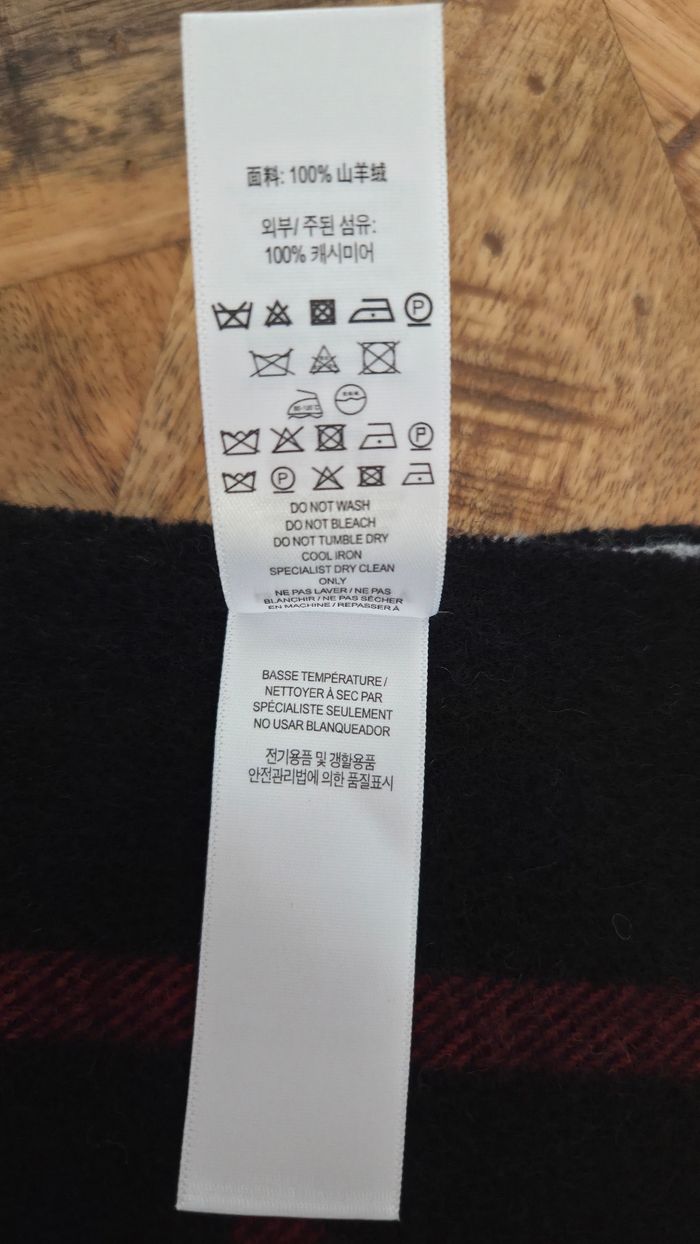 面料: 100% 山羊绒
외부/ 주된 섬유:
100% 캐시미어
P
P
P
DO NOT WASH
DO NOT BLEACH
DO NOT TUMBLE DRY
COOL IRON
SPECIALIST DRY CLEAN
ONLY
NE PAS LAVER / NE PAS
BLANCHIR / NE PAS SÉCHER
EN MACHINE / REPASSER À
BASSE TEMPÉRATURE /
NETTOYER À SEC PAR
SPÉCIALISTE SEULEMENT
NO USAR BLANQUEADOR
전기용픔 및 갱활용품
안전관리법에 의한 품질표시